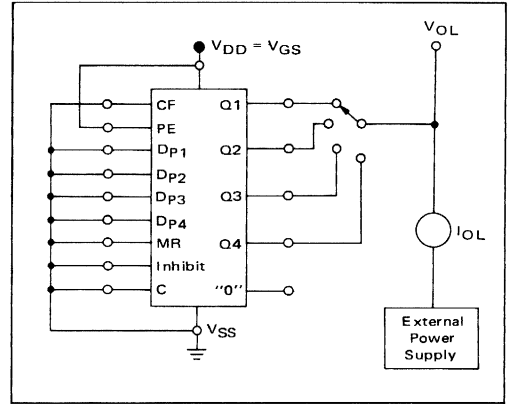 VOL
VDD = VGS
CF Q1
PE
DP1 Q2
DP2
DP3 Q3
DP4
MR Q4
Inhibit
C "0"
IOL
VSS
External
Power
Supply